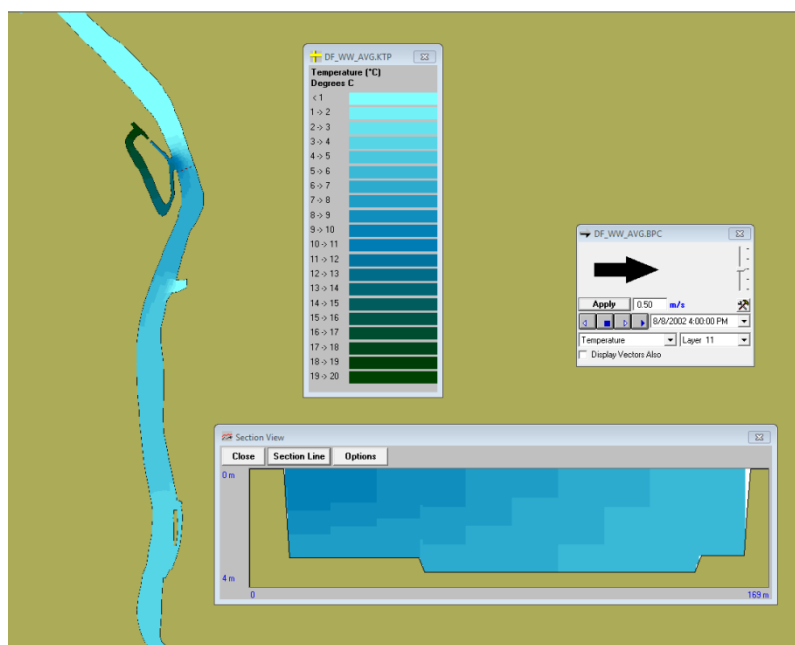 DF_WW_AVG.KTP
Temperature (°C)
Degrees C
< 1
1 -> 2
2 -> 3
3 -> 4
4 -> 5
5 -> 6
6 -> 7
7 -> 8
8 -> 9
9 -> 10
10 -> 11
11 -> 12
12 -> 13
13 -> 14
14 -> 15
15 -> 16
16 -> 17
17 -> 18
18 -> 19
19 -> 20
DF_WW_AVG.BPC
Apply 0.50 m/s
8/8/2002 4:00:00 PM
Temperature Layer 11
Display Vectors Also
Section View
Close Section Line Options
0 m
4 m
0 169 m